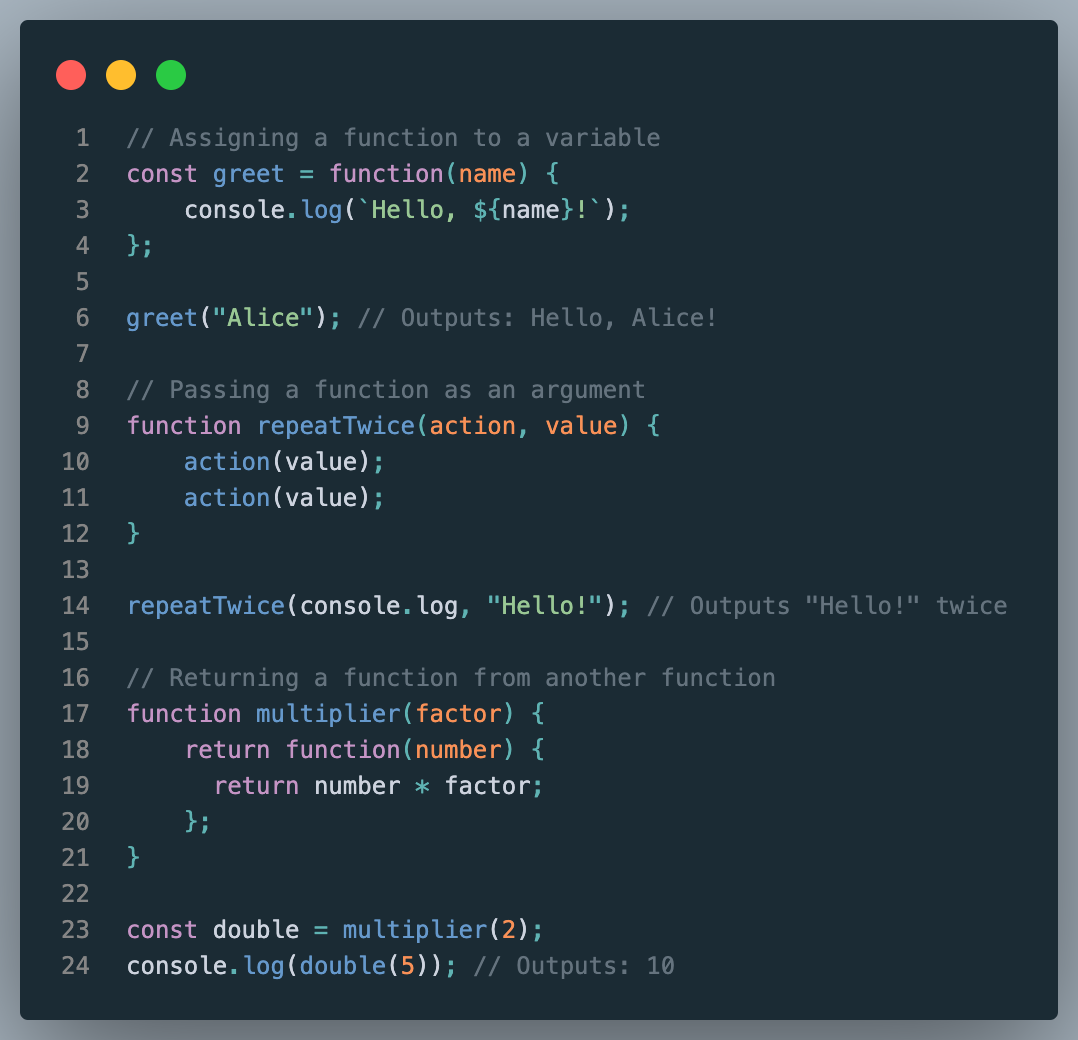 1 // Assigning a function to a variable
2 const greet = function(name) {
3     console.log(`Hello, ${name}!`);
4 };
5
6 greet("Alice"); // Outputs: Hello, Alice!
7
8 // Passing a function as an argument
9 function repeatTwice(action, value) {
10     action(value);
11     action(value);
12 }
13
14 repeatTwice(console.log, "Hello!"); // Outputs "Hello!" twice
15
16 // Returning a function from another function
17 function multiplier(factor) {
18     return function(number) {
19       return number * factor;
20     };
21 }
22
23 const double = multiplier(2);
24 console.log(double(5)); // Outputs: 10